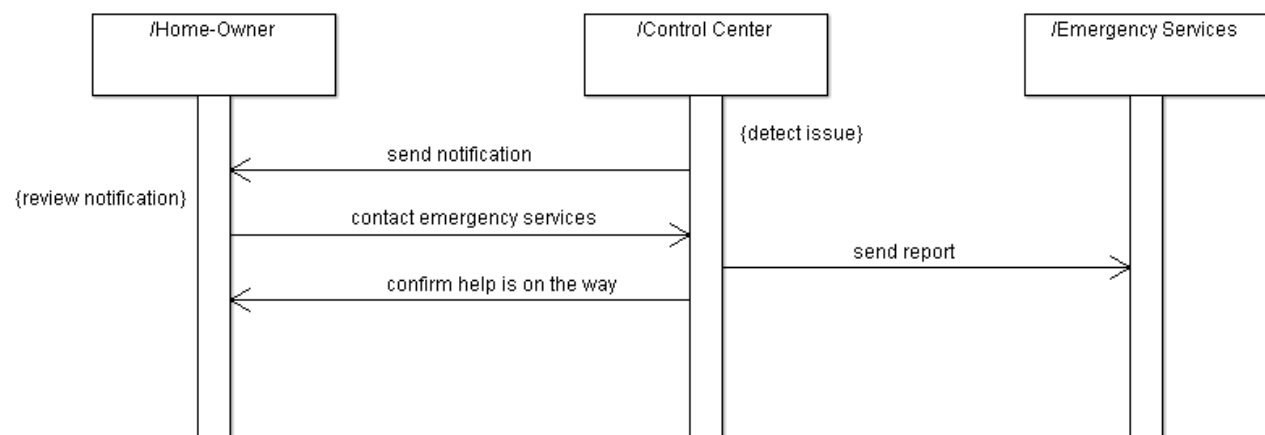 /Home-Owner
/Control Center
/Emergency Services
{detect issue}
send notification
{review notification}
contact emergency services
send report
confirm help is on the way